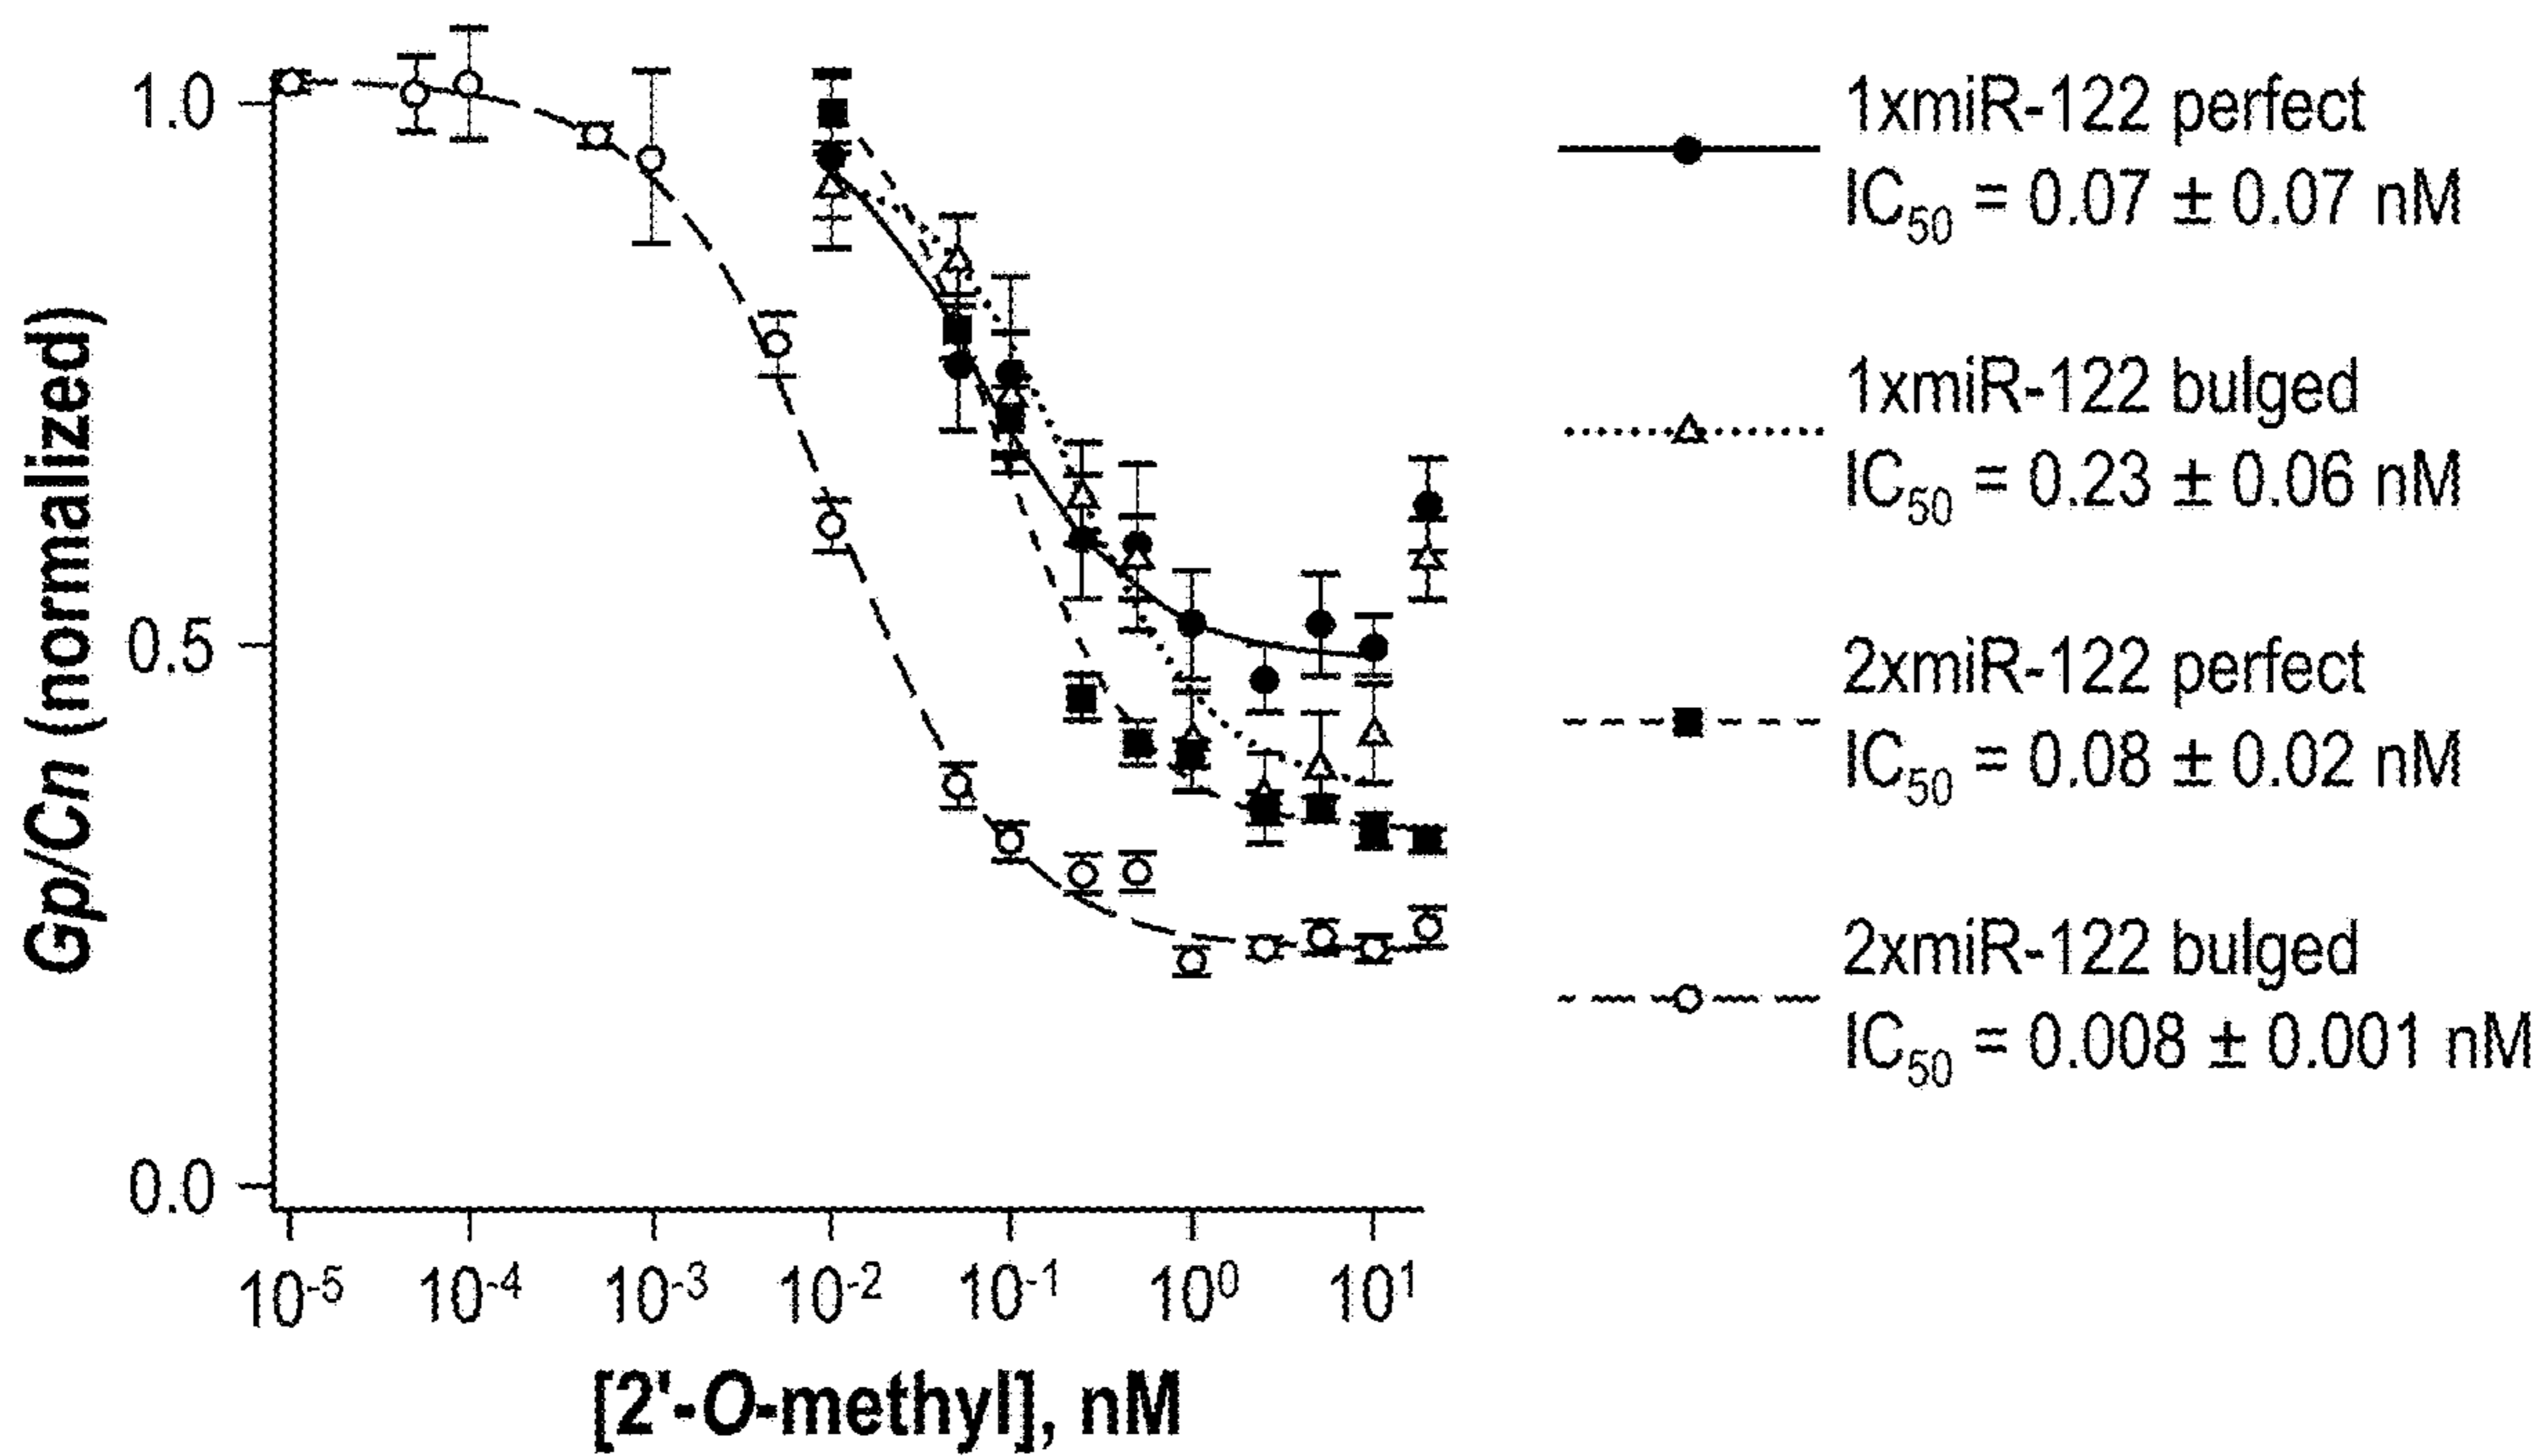 Gp/Cn (normalized)
1.0
0.5
0.0
10⁻⁵ 10⁻⁴ 10⁻³ 10⁻² 10⁻¹ 10⁰ 10¹
[2'-O-methyl], nM
1xmiR-122 perfect
IC₅₀ = 0.07 ± 0.07 nM
1xmiR-122 bulged
IC₅₀ = 0.23 ± 0.06 nM
2xmiR-122 perfect
IC₅₀ = 0.08 ± 0.02 nM
2xmiR-122 bulged
IC₅₀ = 0.008 ± 0.001 nM